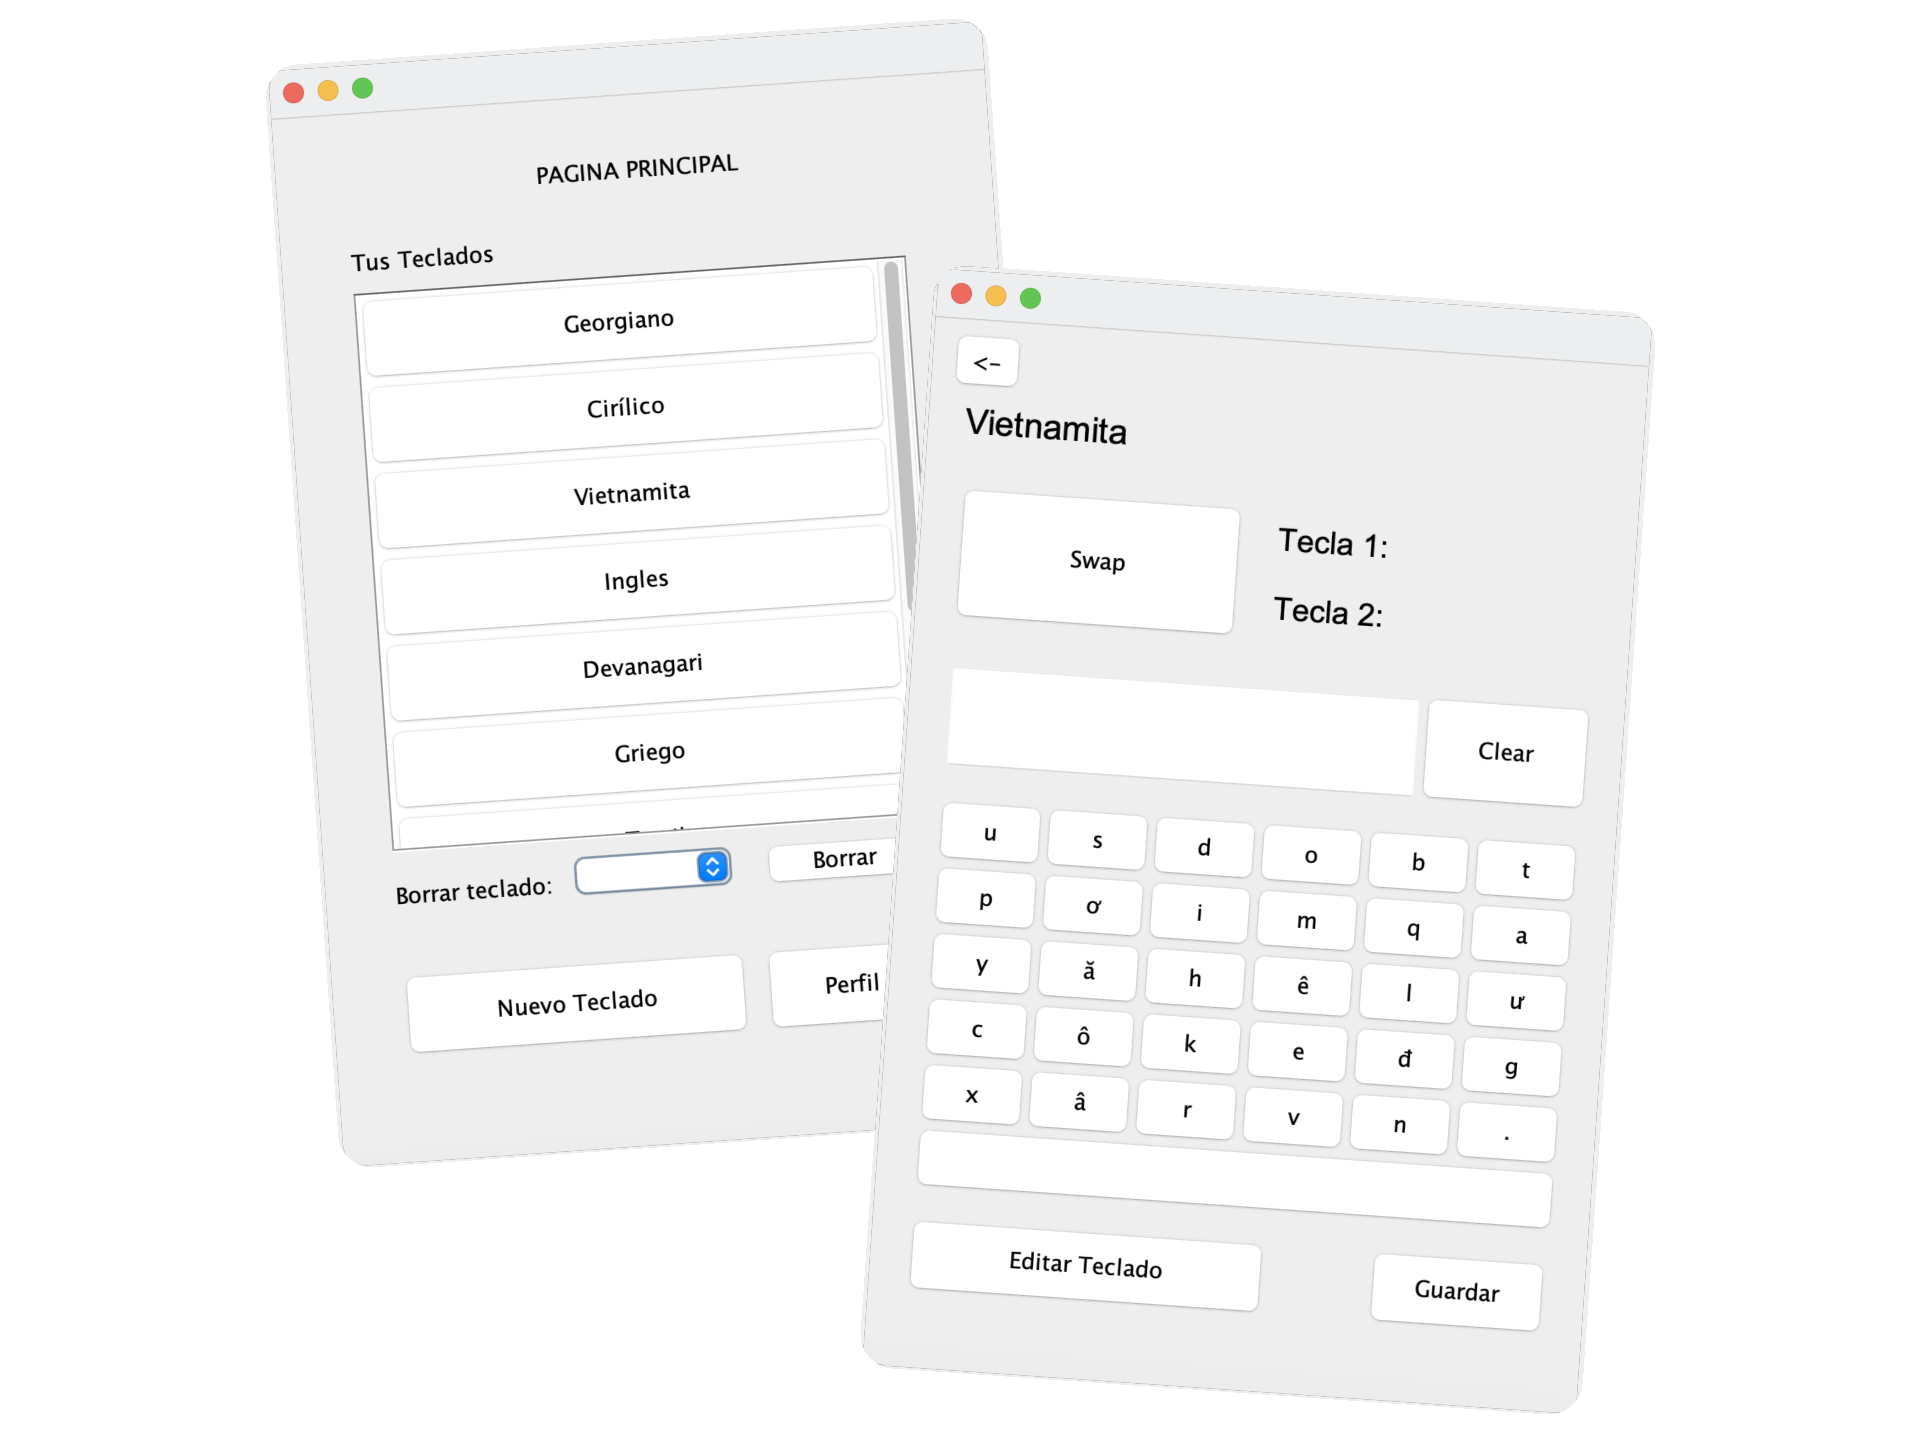 PAGINA PRINCIPAL
Tus Teclados
Georgiano
Cirílico
Vietnamita
Ingles
Devanagari
Griego
Borrar teclado:
Borrar
Nuevo Teclado
Perfil
<-
Vietnamita
Swap
Tecla 1:
Tecla 2:
Clear
u s d o b t
p ơ i m q a
y ă h ê l ư
c ô k e đ g
x â r v n .
Editar Teclado
Guardar